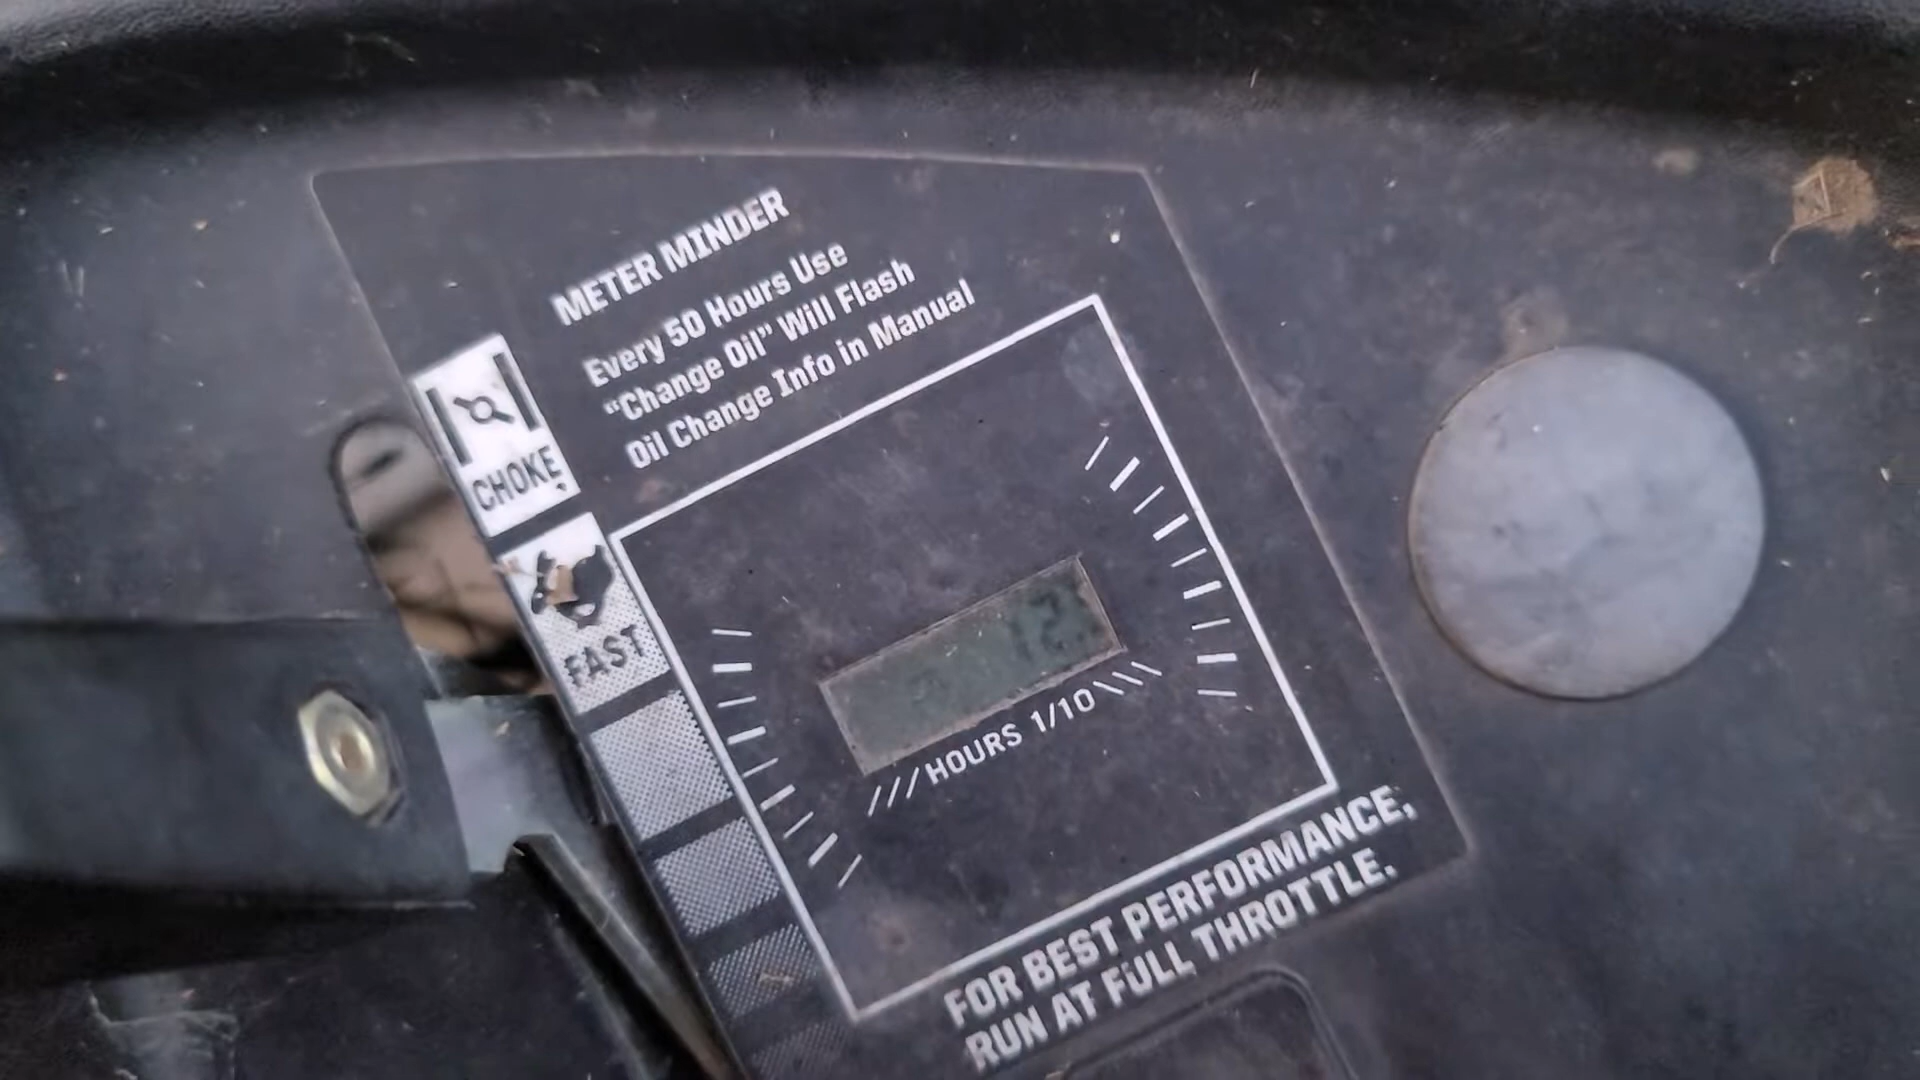 METER MINDER
Every 50 Hours Use
“Change Oil” Will Flash
Oil Change Info in Manual
CHOKE
FAST
HOURS 1/10
FOR BEST PERFORMANCE,
RUN AT FULL THROTTLE.